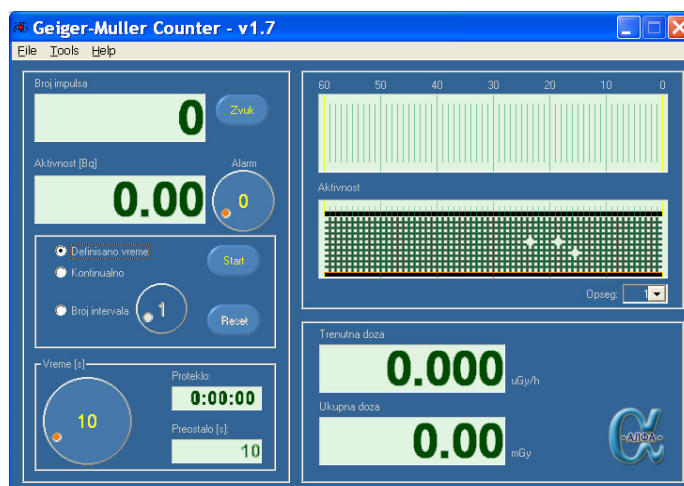 Geiger-Muller Counter - v1.7
File Tools Help
Broj impulsa
0
Zvuk
Aktivnost [Bq]
0.00
Alarm
0
Definisano vreme
Kontinualno
Broj intervala
1
Start
Reset
Vreme [s]
10
Proteklo:
0:00:00
Preostalo [s]:
10
60 50 40 30 20 10 0
Aktivnost
Opseg: 1
Trenutna doza
0.000 uGy/h
Ukupna doza
0.00 mGy
-АЛФА-